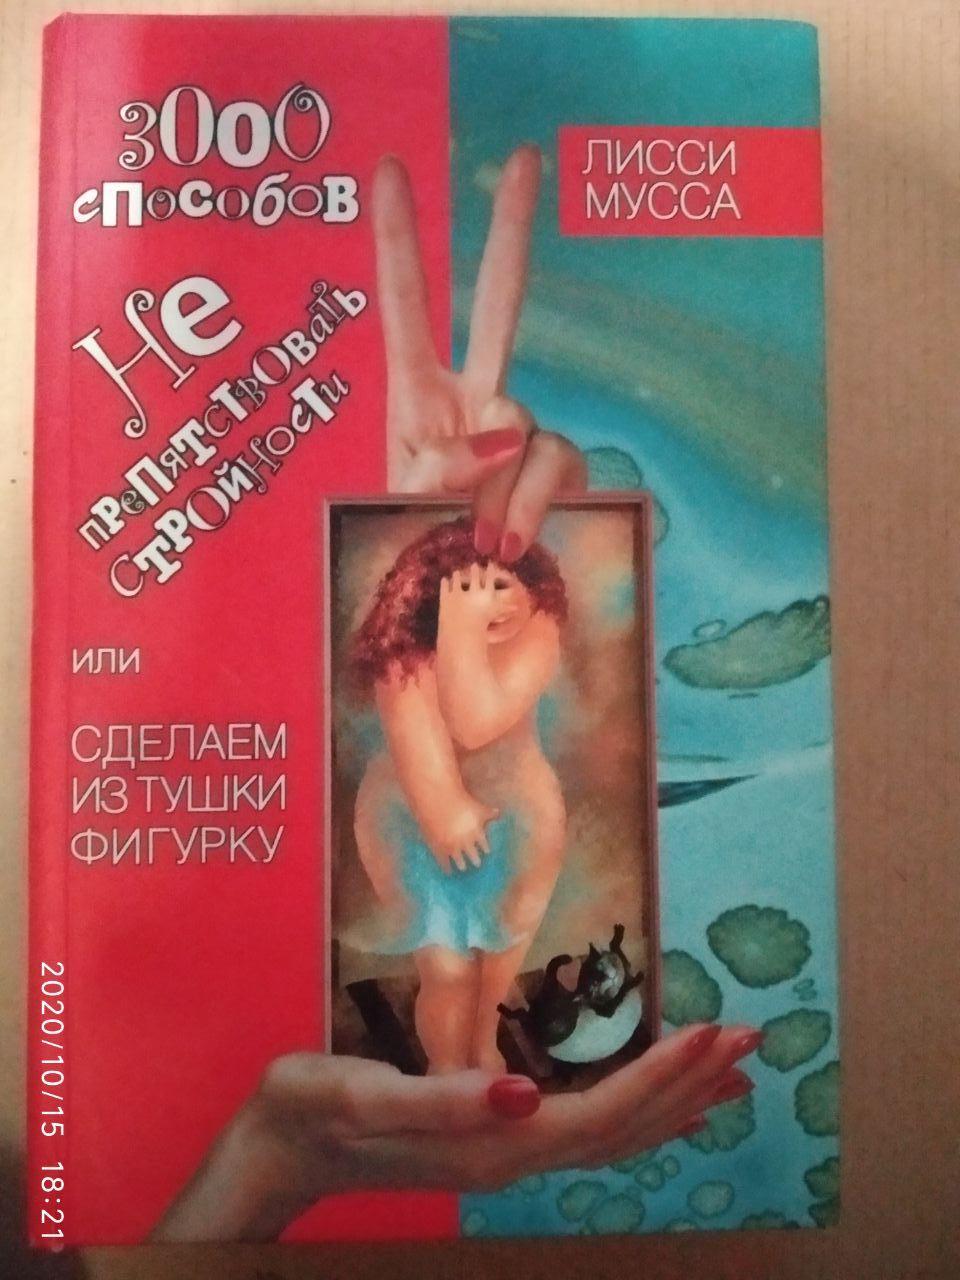 3000
способов
Не
препятствовать
стройности
или
СДЕЛАЕМ
ИЗ ТУШКИ
ФИГУРКУ
ЛИССИ
МУССА
2020/10/15 18:21